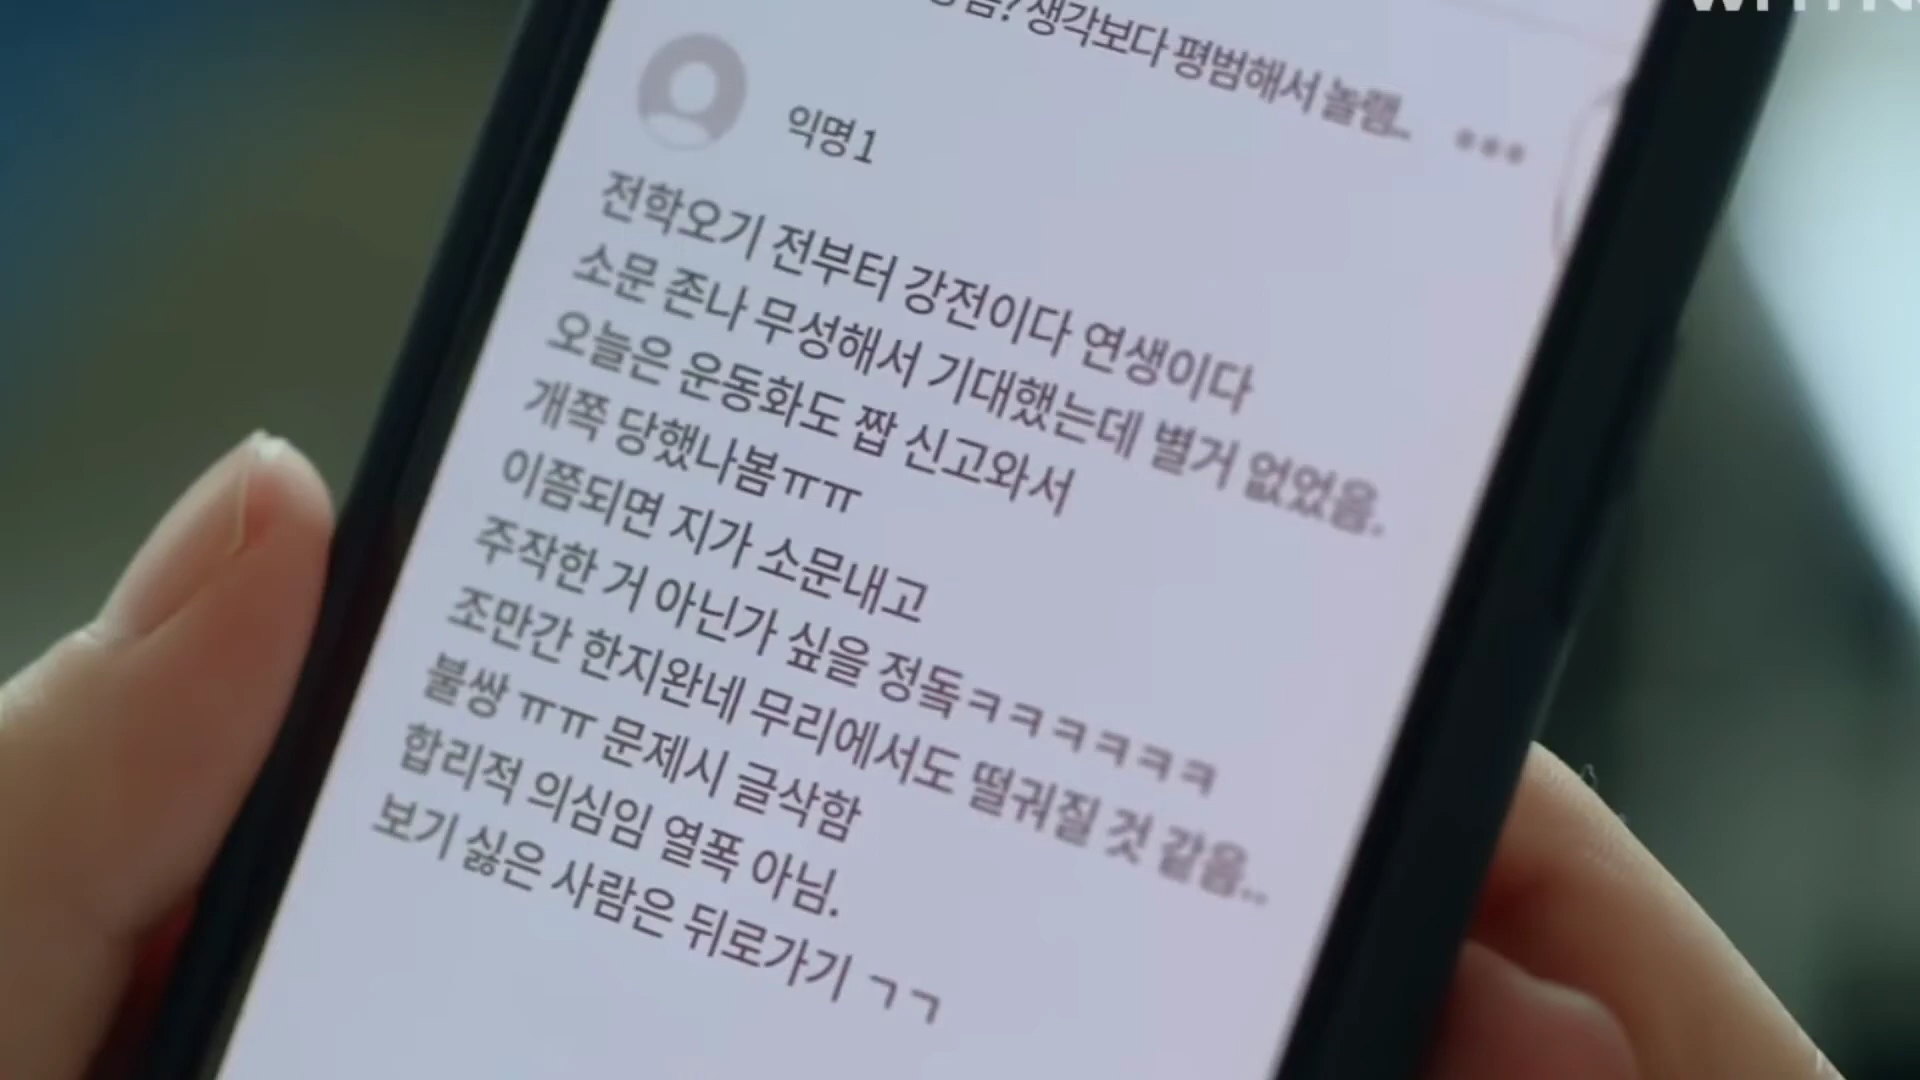 생각보다 평범해서 놀램..
익명1
전학오기 전부터 강전이다 연생이다
소문 존나 무성해서 기대했는데 별거 없었음.
오늘은 운동화도 짭 신고와서
개쪽 당했나봄ㅠㅠ
이쯤되면 지가 소문내고
주작한 거 아닌가 싶을 정돜ㅋㅋㅋㅋㅋ
조만간 한지완네 무리에서도 떨궈질 것 같음..
불쌍 ㅠㅠ 문제시 글삭함
합리적 의심임 열폭 아님.
보기 싫은 사람은 뒤로가기 ㄱㄱ